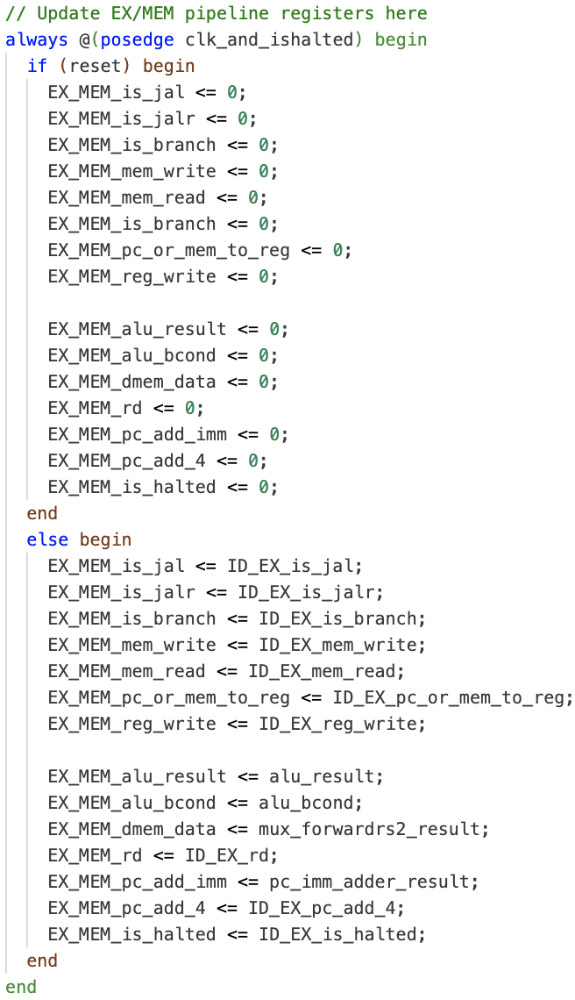 // Update EX/MEM pipeline registers here
always @(posedge clk_and_ishalted) begin
if (reset) begin
EX_MEM_is_jal <= 0;
EX_MEM_is_jalr <= 0;
EX_MEM_is_branch <= 0;
EX_MEM_mem_write <= 0;
EX_MEM_mem_read <= 0;
EX_MEM_is_branch <= 0;
EX_MEM_pc_or_mem_to_reg <= 0;
EX_MEM_reg_write <= 0;
EX_MEM_alu_result <= 0;
EX_MEM_alu_bcond <= 0;
EX_MEM_dmem_data <= 0;
EX_MEM_rd <= 0;
EX_MEM_pc_add_imm <= 0;
EX_MEM_pc_add_4 <= 0;
EX_MEM_is_halted <= 0;
end
else begin
EX_MEM_is_jal <= ID_EX_is_jal;
EX_MEM_is_jalr <= ID_EX_is_jalr;
EX_MEM_is_branch <= ID_EX_is_branch;
EX_MEM_mem_write <= ID_EX_mem_write;
EX_MEM_mem_read <= ID_EX_mem_read;
EX_MEM_pc_or_mem_to_reg <= ID_EX_pc_or_mem_to_reg;
EX_MEM_reg_write <= ID_EX_reg_write;
EX_MEM_alu_result <= alu_result;
EX_MEM_alu_bcond <= alu_bcond;
EX_MEM_dmem_data <= mux_forwardrs2_result;
EX_MEM_rd <= ID_EX_rd;
EX_MEM_pc_add_imm <= pc_imm_adder_result;
EX_MEM_pc_add_4 <= ID_EX_pc_add_4;
EX_MEM_is_halted <= ID_EX_is_halted;
end
end